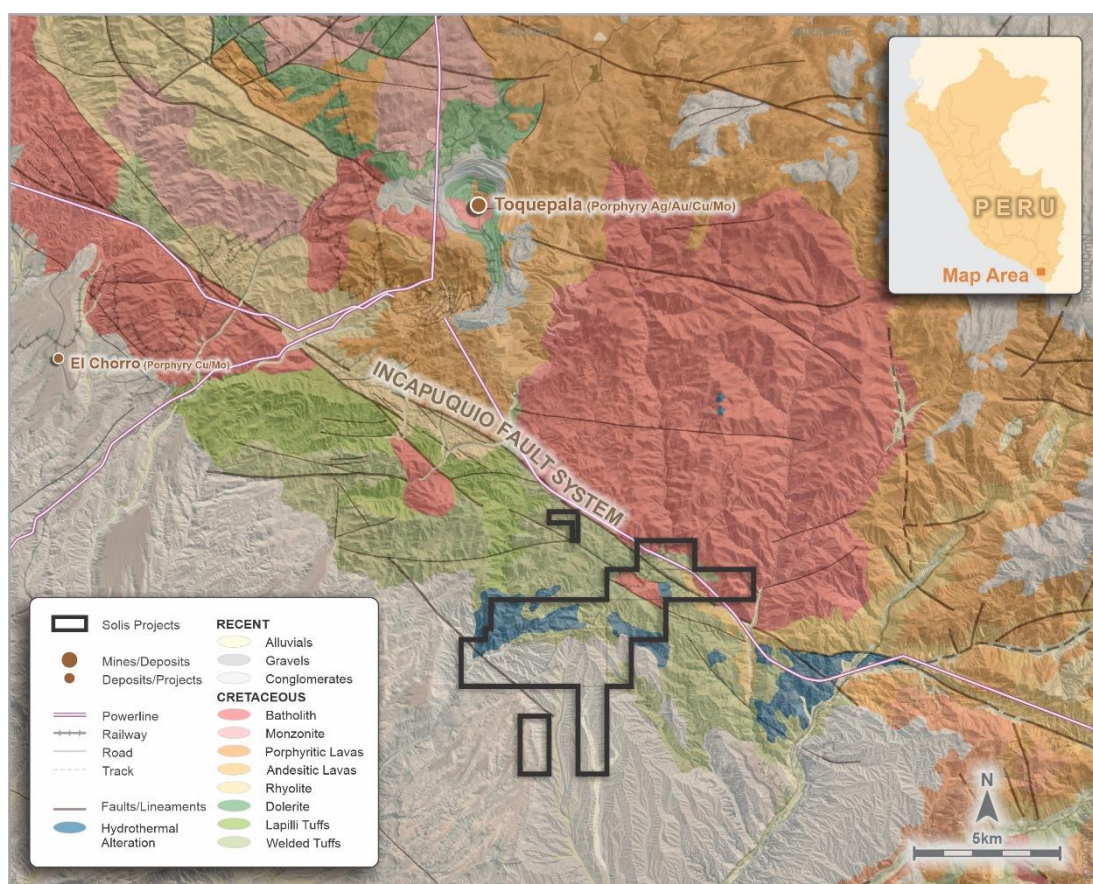 PERU
Map Area
Toquepala (Porphyry Ag/Au/Cu/Mo)
El Chorro (Porphyry Cu/Mo)
INCAPUQUIO FAULT SYSTEM
Solis Projects
Mines/Deposits
Deposits/Projects
Powerline
Railway
Road
Track
Faults/Lineaments
Hydrothermal
Alteration
RECENT
Alluvials
Gravels
Conglomerates
CRETACEOUS
Batholith
Monzonite
Porphyritic Lavas
Andesitic Lavas
Rhyolite
Dolerite
Lapilli Tuffs
Welded Tuffs
N
5km